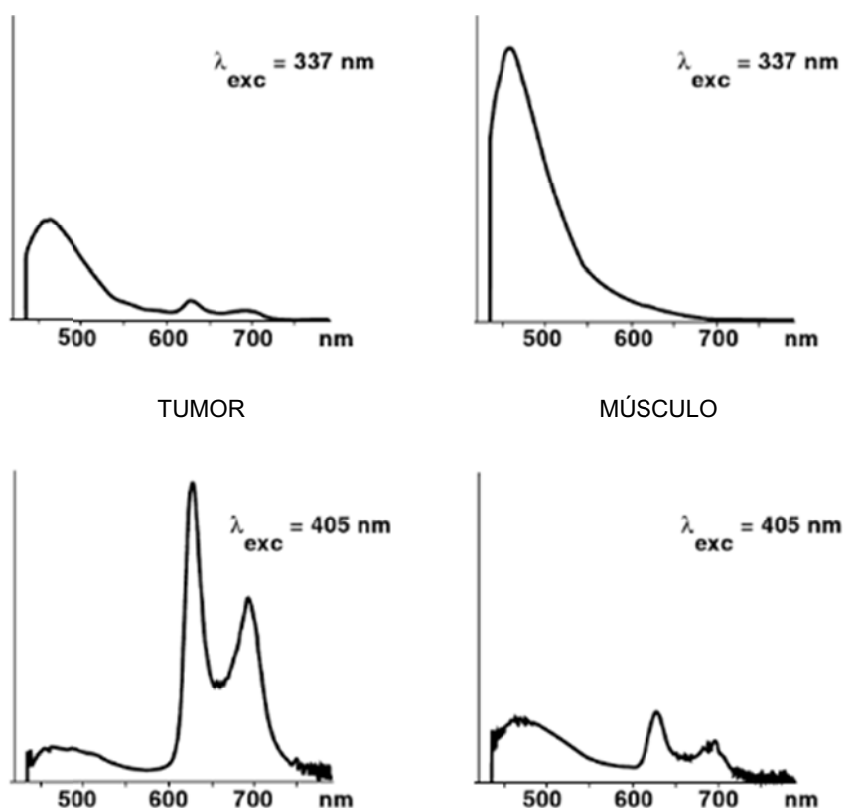 λexc = 337 nm
λexc = 337 nm
500 600 700 nm
500 600 700 nm
TUMOR
MÚSCULO
λexc = 405 nm
λexc = 405 nm
500 600 700 nm
500 600 700 nm